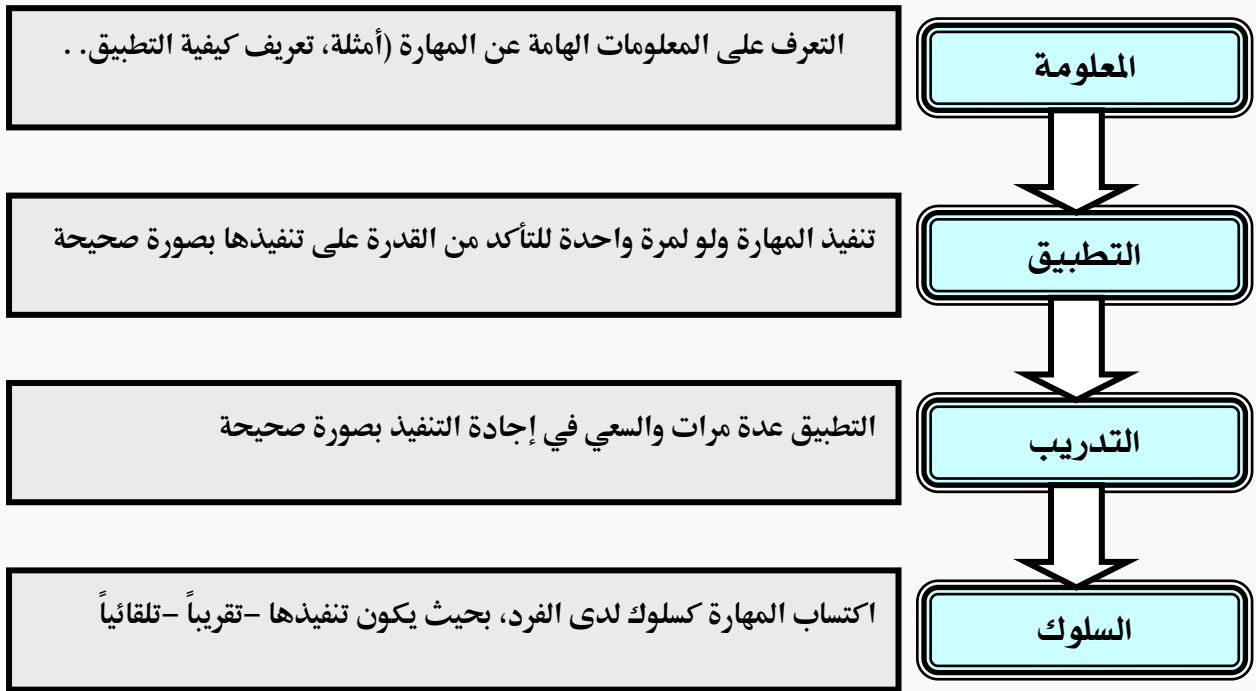 المعلومة
التعرف على المعلومات الهامة عن المهارة (أمثلة، تعريف كيفية التطبيق. .
التطبيق
تنفيذ المهارة ولو لمرة واحدة للتأكد من القدرة على تنفيذها بصورة صحيحة
التدريب
التطبيق عدة مرات والسعي في إجادة التنفيذ بصورة صحيحة
السلوك
اكتساب المهارة كسلوك لدى الفرد، بحيث يكون تنفيذها –تقريباً –تلقائياً